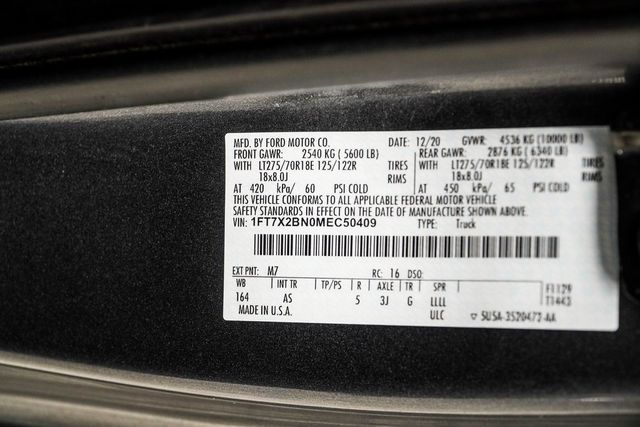 MFD. BY FORD MOTOR CO. DATE: 12/20 GVWR: 4536 KG (10000 LB)
FRONT GAWR: 2540 KG ( 5600 LB) REAR GAWR: 2876 KG ( 6340 LB)
WITH LT275/70R18E 125/122R TIRES WITH LT275/70R18E 125/122R TIRES
18x8.0J RIMS 18x8.0J RIMS
AT 420 kPa/ 60 PSI COLD AT 450 kPa/ 65 PSI COLD
THIS VEHICLE CONFORMS TO ALL APPLICABLE FEDERAL MOTOR VEHICLE
SAFETY STANDARDS IN EFFECT ON THE DATE OF MANUFACTURE SHOWN ABOVE.
VIN: 1FT7X2BN0MEC50409 TYPE: Truck
EXT PNT: M7 RC: 16 DSO:
WB INT TR TP/PS R AXLE TR SPR F1129
164 AS 5 3J G LLLL T1443
MADE IN U.S.A. ULC ▽ 5U5A-3520472-AA